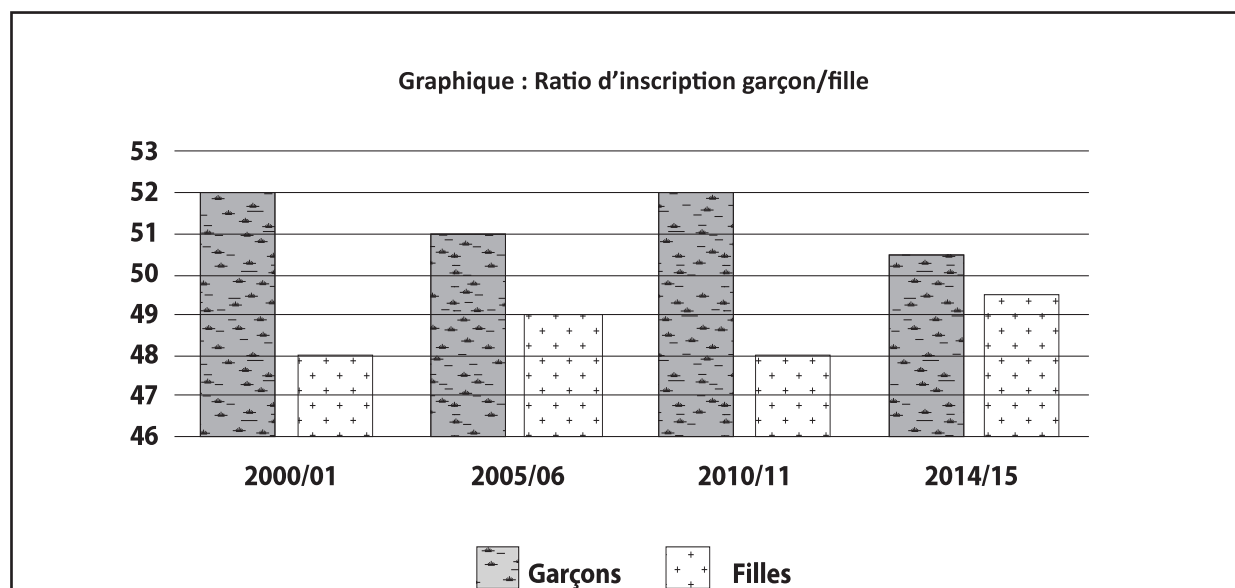 Graphique : Ratio d'inscription garçon/fille
53
52
51
50
49
48
47
46
2000/01 2005/06 2010/11 2014/15
Garçons Filles